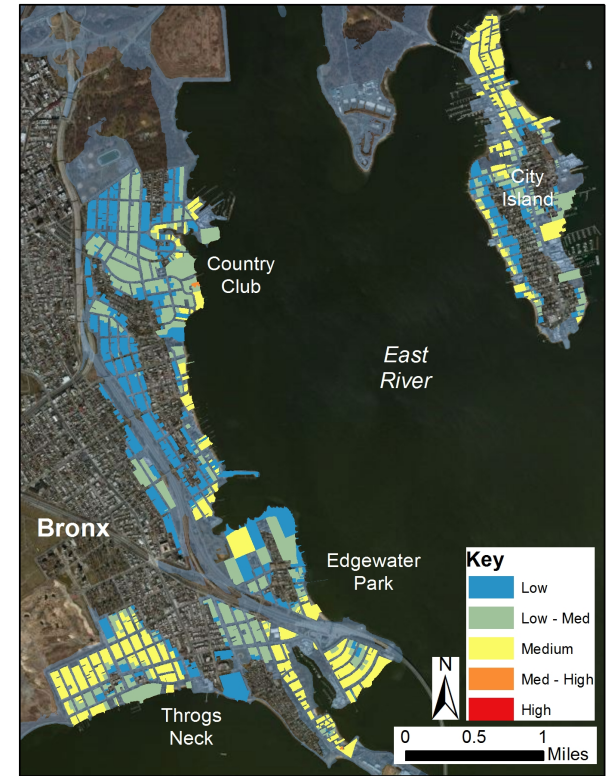 City
Island
Country
Club
East
River
Bronx
Edgewater
Park
Throgs
Neck
Key
Low
Low - Med
Medium
Med - High
High
N
0 0.5 1
Miles